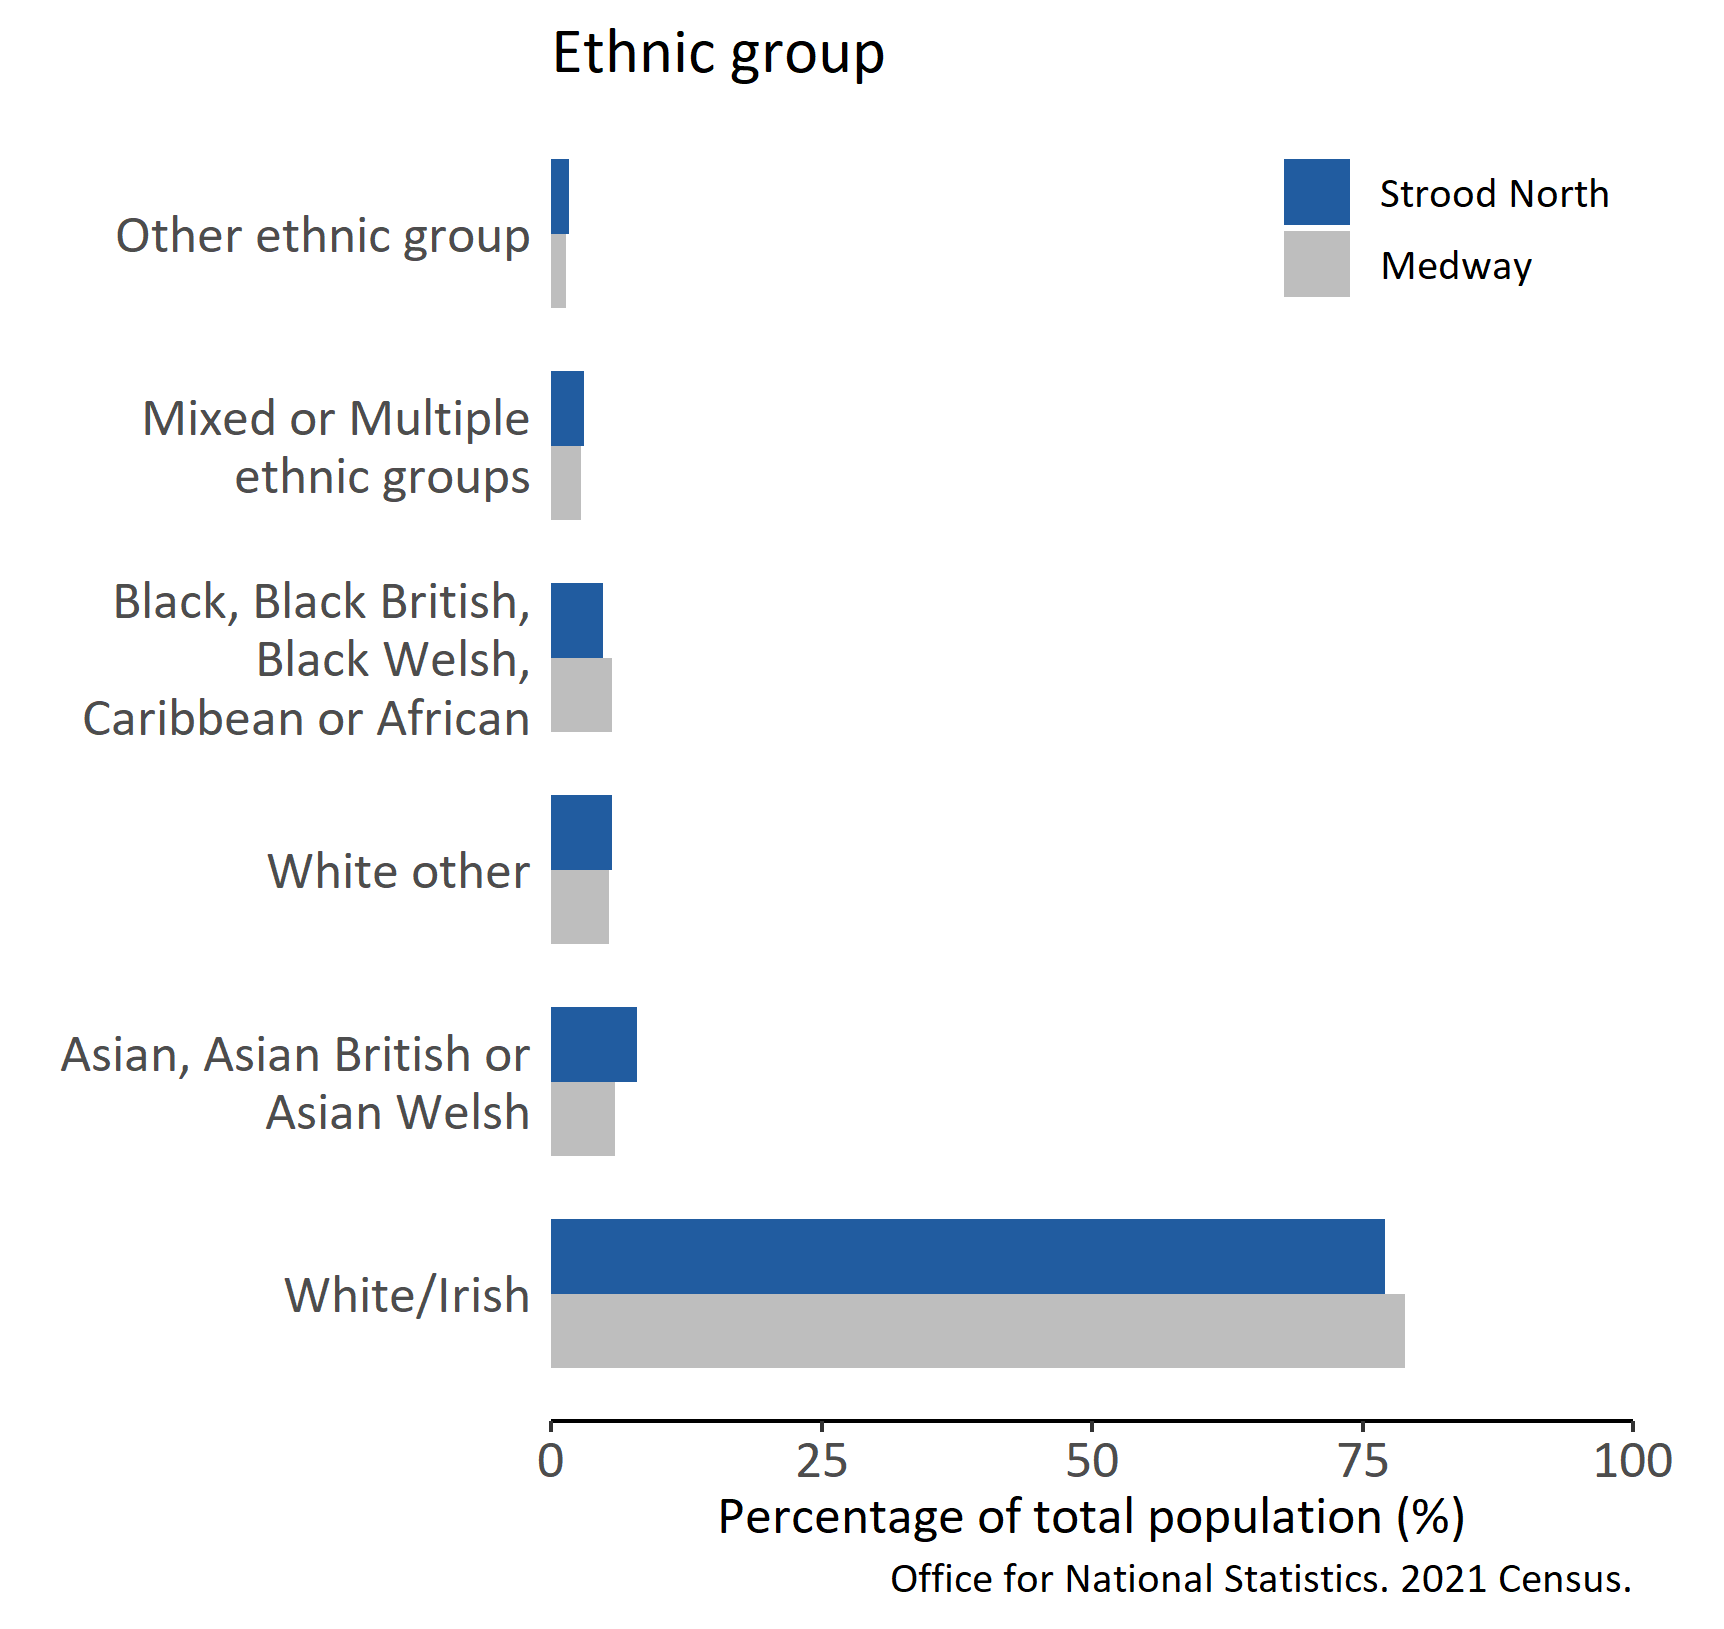 Ethnic group
Strood North
Medway
Other ethnic group
Mixed or Multiple
ethnic groups
Black, Black British,
Black Welsh,
Caribbean or African
White other
Asian, Asian British or
Asian Welsh
White/Irish
0 25 50 75 100
Percentage of total population (%)
Office for National Statistics. 2021 Census.